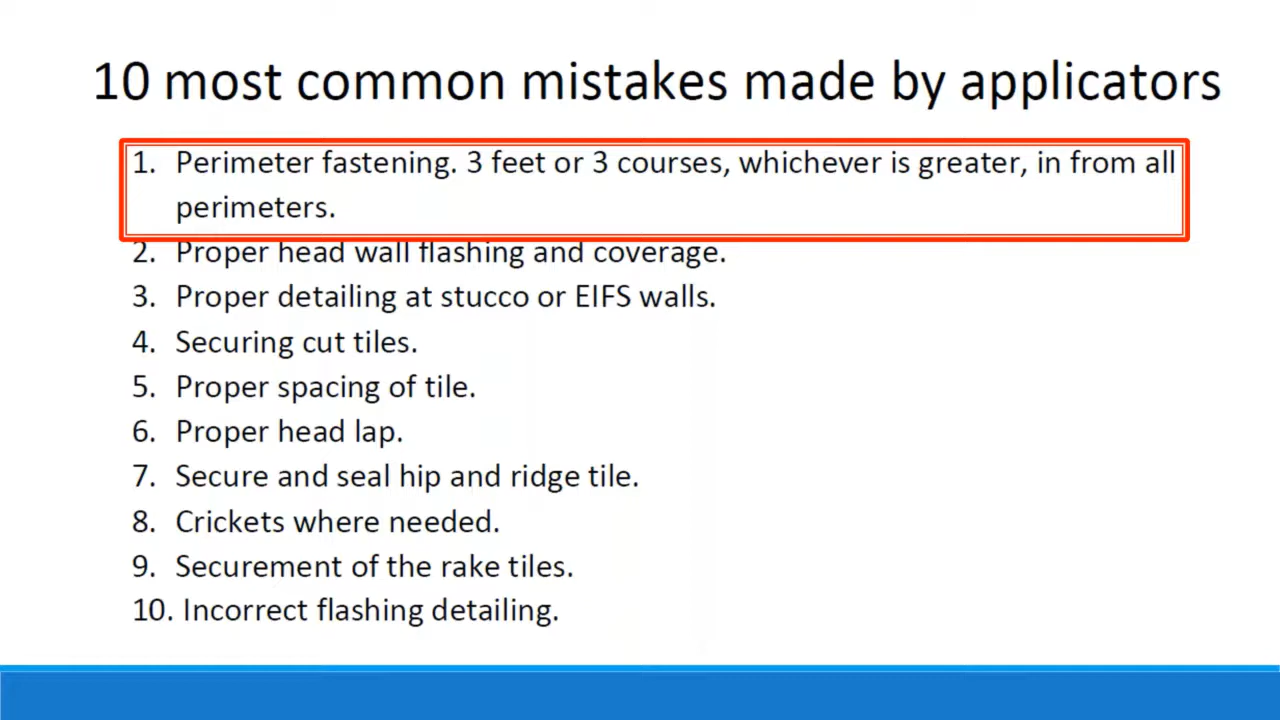 10 most common mistakes made by applicators
1. Perimeter fastening. 3 feet or 3 courses, whichever is greater, in from all
perimeters.
2. Proper head wall flashing and coverage.
3. Proper detailing at stucco or EIFS walls.
4. Securing cut tiles.
5. Proper spacing of tile.
6. Proper head lap.
7. Secure and seal hip and ridge tile.
8. Crickets where needed.
9. Securement of the rake tiles.
10. Incorrect flashing detailing.